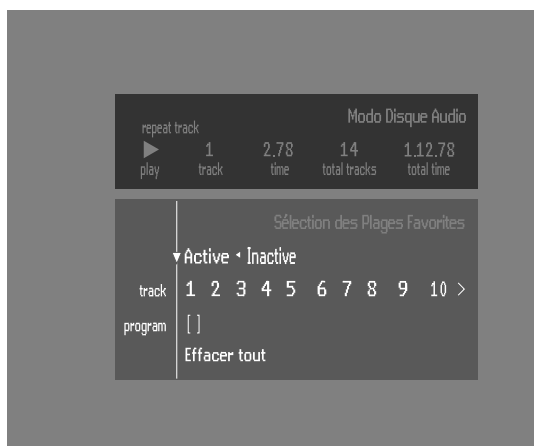 Modo Disque Audio
repeat track
1 2.78 14 1.12.78
play track time total tracks total time
Sélection des Plages Favorites
Active Inactive
track 1 2 3 4 5 6 7 8 9 10 >
program [ ]
Effacer tout